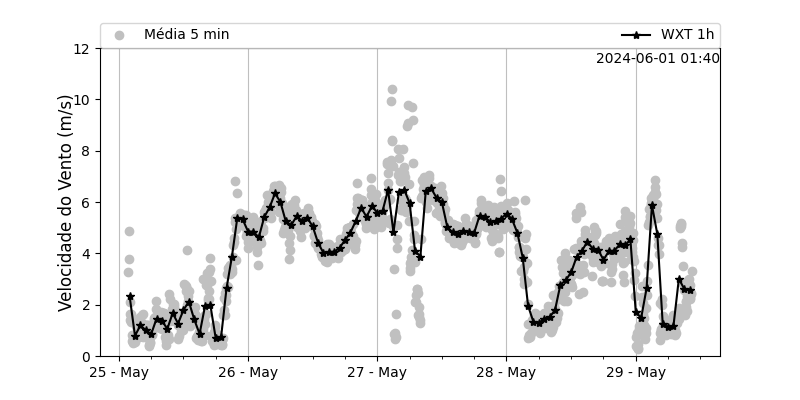 Média 5 min
WXT 1h
2024-06-01 01:40
Velocidade do Vento (m/s)
12
10
8
6
4
2
0
25 - May
26 - May
27 - May
28 - May
29 - May